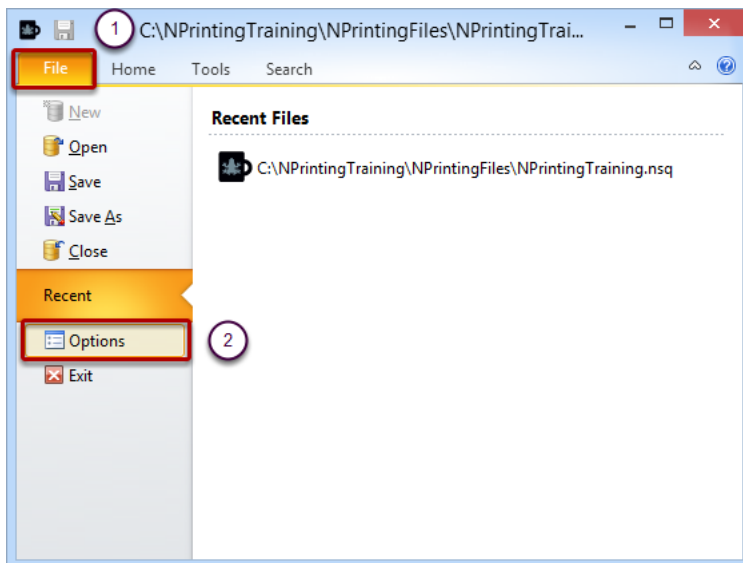 1
C:\NPrintingTraining\NPrintingFiles\NPrintingTrai...
File Home Tools Search
New
Open
Save
Save As
Close
Recent
Options
2
Exit
Recent Files
C:\NPrintingTraining\NPrintingFiles\NPrintingTraining.nsq